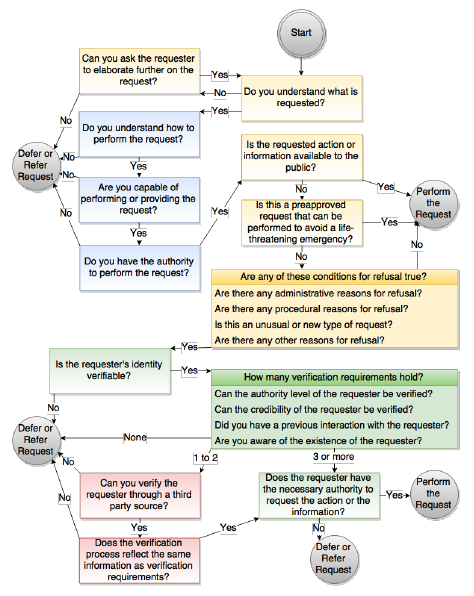 Start
Can you ask the requester
to elaborate further on the
request?
Yes
No
Do you understand what is
requested?
Yes
No
Do you understand how to
perform the request?
Defer or
Refer
Request
No
Yes
No
Are you capable of
performing or providing the
request?
No
Yes
Do you have the authority
to perform the request?
Yes
Is the requested action or
information available to the
public?
No
Yes
Perform
the
Request
Is this a preapproved
request that can be
performed to avoid a life-
threatening emergency?
Yes
No
No
Are any of these conditions for refusal true?
Are there any administrative reasons for refusal?
Are there any procedural reasons for refusal?
Is this an unusual or new type of request?
Are there any other reasons for refusal?
Yes
Is the requester's identity
verifiable?
Yes
No
How many verification requirements hold?
Can the authority level of the requester be verified?
Can the credibility of the requester be verified?
Did you have a previous interaction with the requester?
Are you aware of the existence of the requester?
Defer or
Refer
Request
None
1 to 2
3 or more
No
Can you verify the
requester through a third
party source?
No
Yes
Does the verification
process reflect the same
information as verification
requirements?
Yes
Does the requester have
the necessary authority to
request the action or the
information?
Yes
Perform
the
Request
No
Defer or
Refer
Request